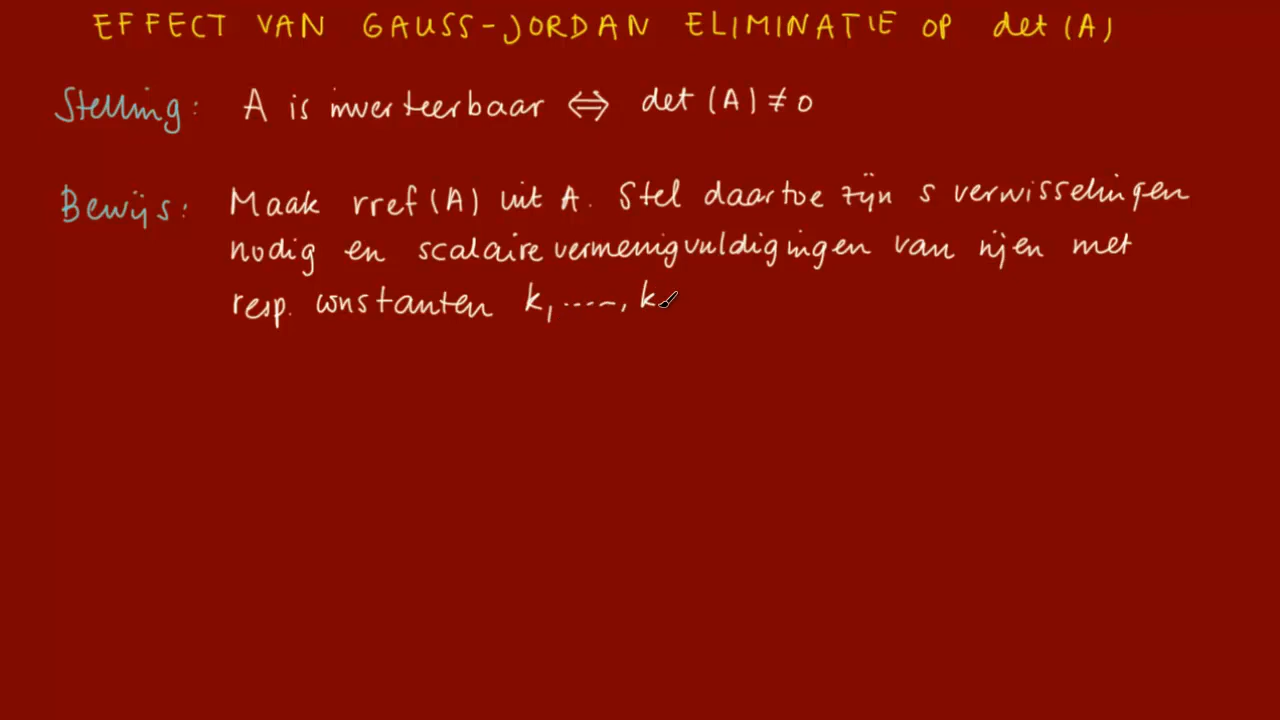 EFFECT VAN GAUSS-JORDAN ELIMINATIE OP det(A)
Stelling: A is inverteerbaar ⇔ det(A) ≠ 0
Bewijs: Maak rref(A) uit A. Stel daartoe zijn s verwisselingen
nodig en scalaire vermenigvuldigingen van rijen met
resp. constanten k₁, ....., k